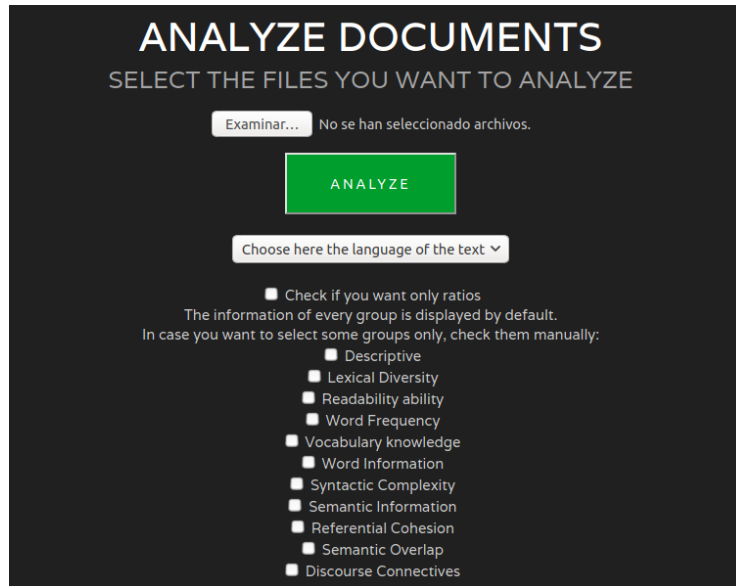 ANALYZE DOCUMENTS
SELECT THE FILES YOU WANT TO ANALYZE
Examinar... No se han seleccionado archivos.
ANALYZE
Choose here the language of the text
Check if you want only ratios
The information of every group is displayed by default.
In case you want to select some groups only, check them manually:
Descriptive
Lexical Diversity
Readability ability
Word Frequency
Vocabulary knowledge
Word Information
Syntactic Complexity
Semantic Information
Referential Cohesion
Semantic Overlap
Discourse Connectives